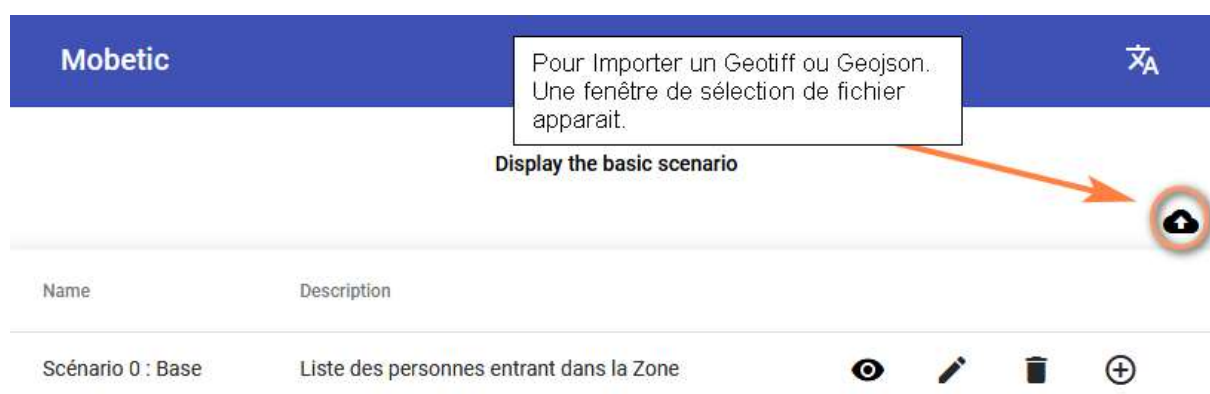 Mobetic
Pour Importer un Geotiff ou Geojson.
Une fenêtre de sélection de fichier
apparait.
Display the basic scenario
Name Description
Scénario 0 : Base Liste des personnes entrant dans la Zone